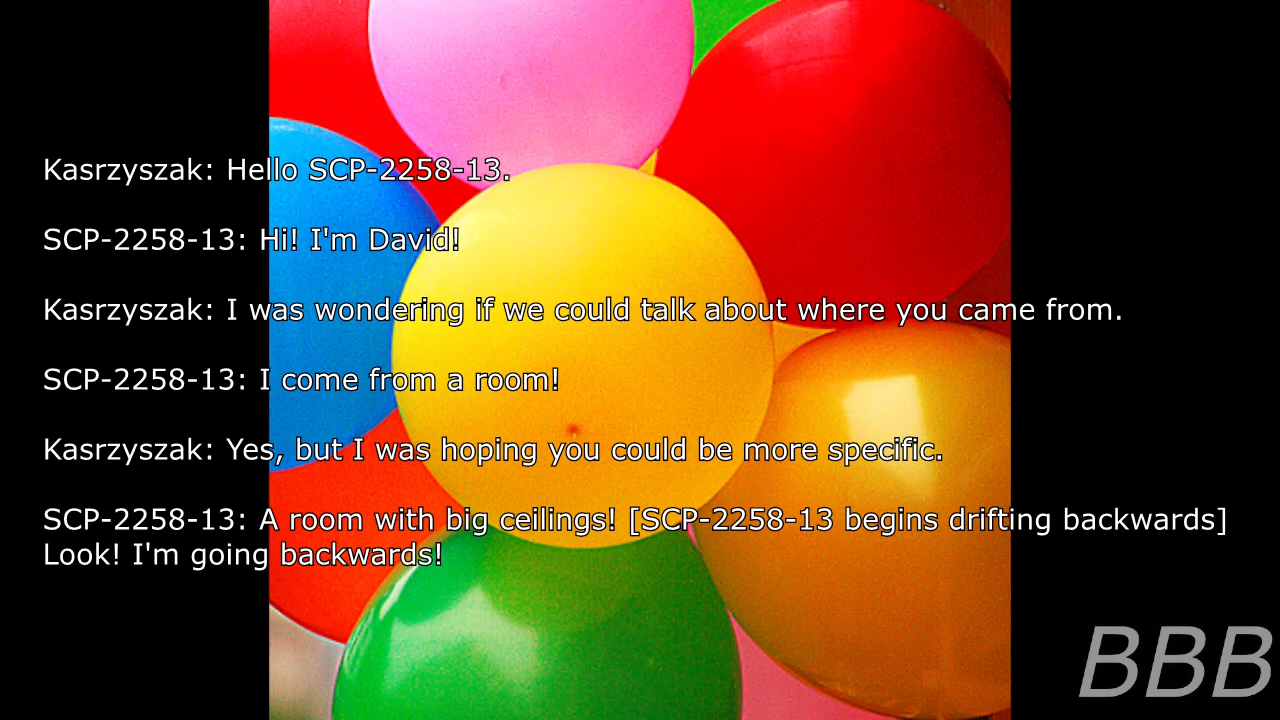 Kasrzyszak: Hello SCP-2258-13.
SCP-2258-13: Hi! I'm David!
Kasrzyszak: I was wondering if we could talk about where you came from.
SCP-2258-13: I come from a room!
Kasrzyszak: Yes, but I was hoping you could be more specific.
SCP-2258-13: A room with big ceilings! [SCP-2258-13 begins drifting backwards]
Look! I'm going backwards!
BBB